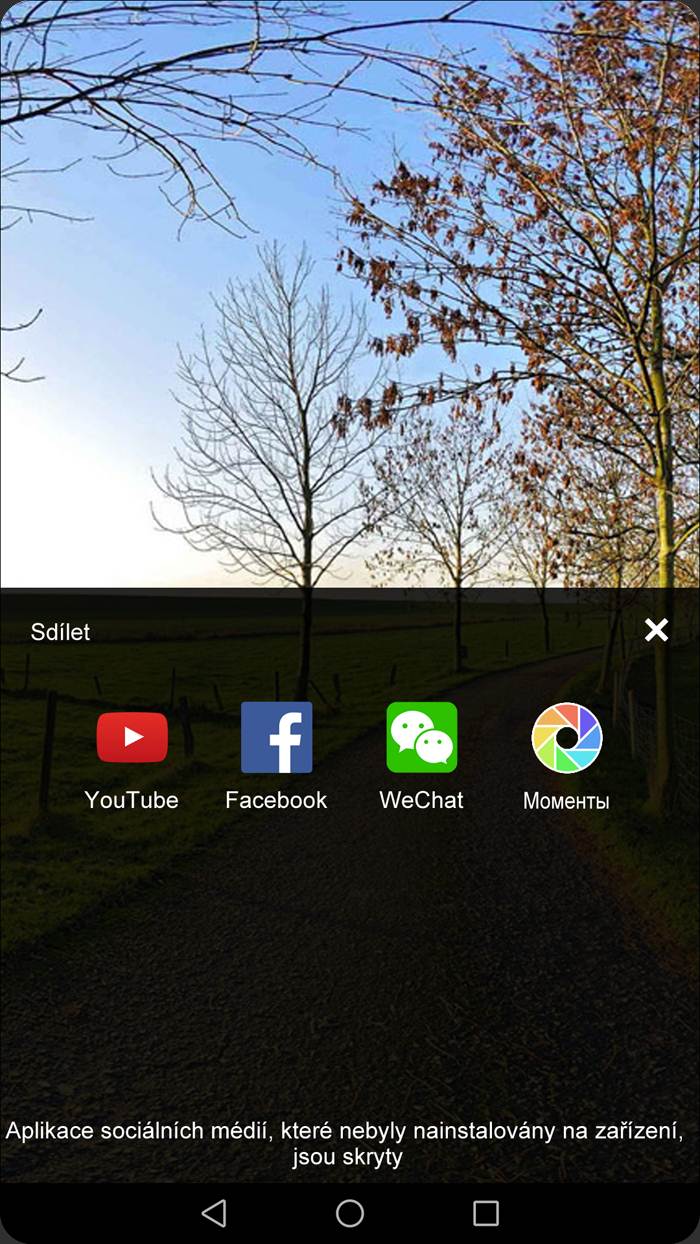 Sdílet
YouTube
Facebook
WeChat
Моменты
Aplikace sociálních médií, které nebyly nainstalovány na zařízení,
jsou skryty